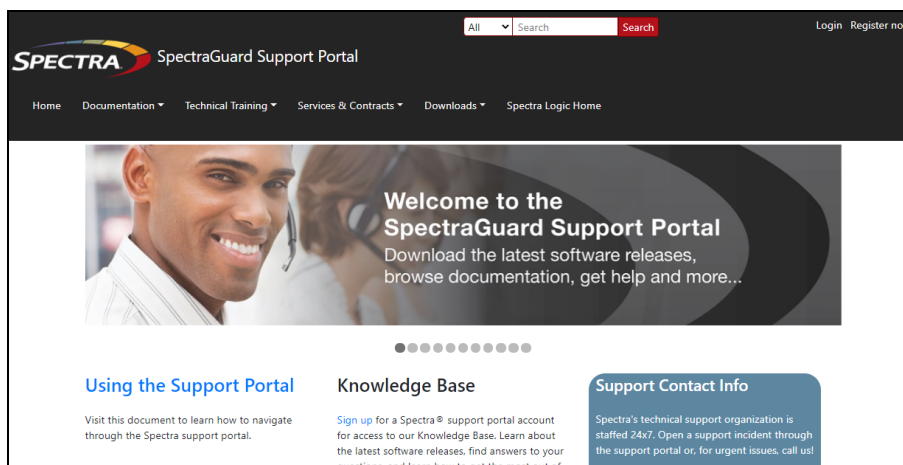 All Search Search Login Register no
SPECTRA SpectraGuard Support Portal
Home Documentation Technical Training Services & Contracts Downloads Spectra Logic Home
Welcome to the
SpectraGuard Support Portal
Download the latest software releases,
browse documentation, get help and more...
Using the Support Portal
Visit this document to learn how to navigate
through the Spectra support portal.
Knowledge Base
Sign up for a Spectra® support portal account
for access to our Knowledge Base. Learn about
the latest software releases, find answers to your
Support Contact Info
Spectra's technical support organization is
staffed 24x7. Open a support incident through
the support portal or, for urgent issues, call us!